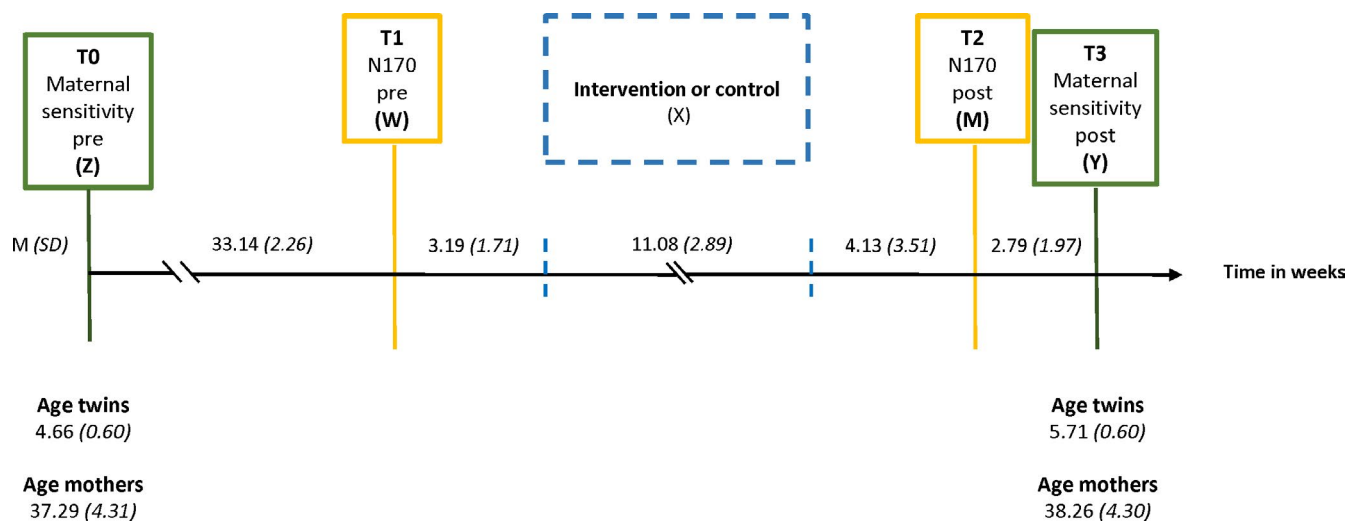 T0
Maternal
sensitivity
pre
(Z)
T1
N170
pre
(W)
Intervention or control
(X)
T2
N170
post
(M)
T3
Maternal
sensitivity
post
(Y)
M (SD)
33.14 (2.26)
3.19 (1.71)
11.08 (2.89)
4.13 (3.51)
2.79 (1.97)
Time in weeks
Age twins
4.66 (0.60)
Age mothers
37.29 (4.31)
Age twins
5.71 (0.60)
Age mothers
38.26 (4.30)